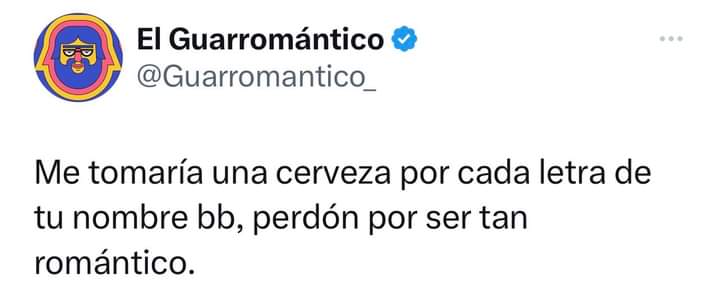 El Guarromántico
@Guarromantico_
Me tomaría una cerveza por cada letra de
tu nombre bb, perdón por ser tan
romántico.